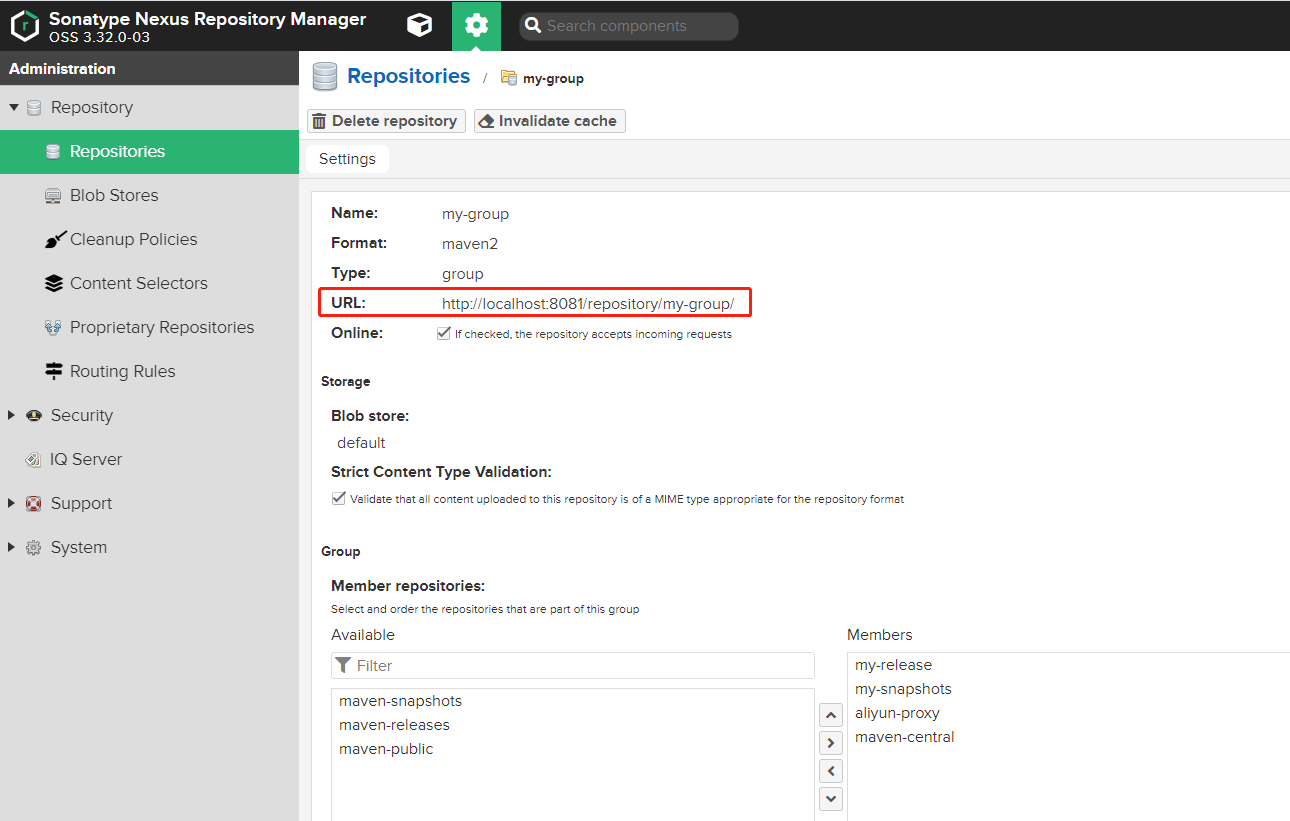 Sonatype Nexus Repository Manager
OSS 3.32.0-03
Search components
Administration
Repository
Repositories
Blob Stores
Cleanup Policies
Content Selectors
Proprietary Repositories
Routing Rules
Security
IQ Server
Support
System
Repositories / my-group
Delete repository Invalidate cache
Settings
Name: my-group
Format: maven2
Type: group
URL: http://localhost:8081/repository/my-group/
Online: If checked, the repository accepts incoming requests
Storage
Blob store:
default
Strict Content Type Validation:
Validate that all content uploaded to this repository is of a MIME type appropriate for the repository format
Group
Member repositories:
Select and order the repositories that are part of this group
Available
Filter
maven-snapshots
maven-releases
maven-public
Members
my-release
my-snapshots
aliyun-proxy
maven-central